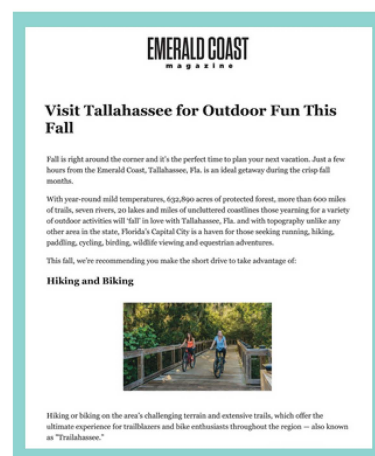 EMERALD COAST
magazine
Visit Tallahassee for Outdoor Fun This
Fall
Fall is right around the corner and it's the perfect time to plan your next vacation. Just a few
hours from the Emerald Coast, Tallahassee, Fla. is an ideal getaway during the crisp fall
months.
With year-round mild temperatures, 632,890 acres of protected forest, more than 600 miles
of trails, seven rivers, 20 lakes and miles of uncluttered coastlines those yearning for a variety
of outdoor activities will 'fall' in love with Tallahassee, Fla. and with topography unlike any
other area in the state, Florida's Capital City is a haven for those seeking running, hiking,
paddling, cycling, birding, wildlife viewing and equestrian adventures.
This fall, we're recommending you make the short drive to take advantage of:
Hiking and Biking
Hiking or biking on the area's challenging terrain and extensive trails, which offer the
ultimate experience for trailblazers and bike enthusiasts throughout the region — also known
as "Trailahassee."